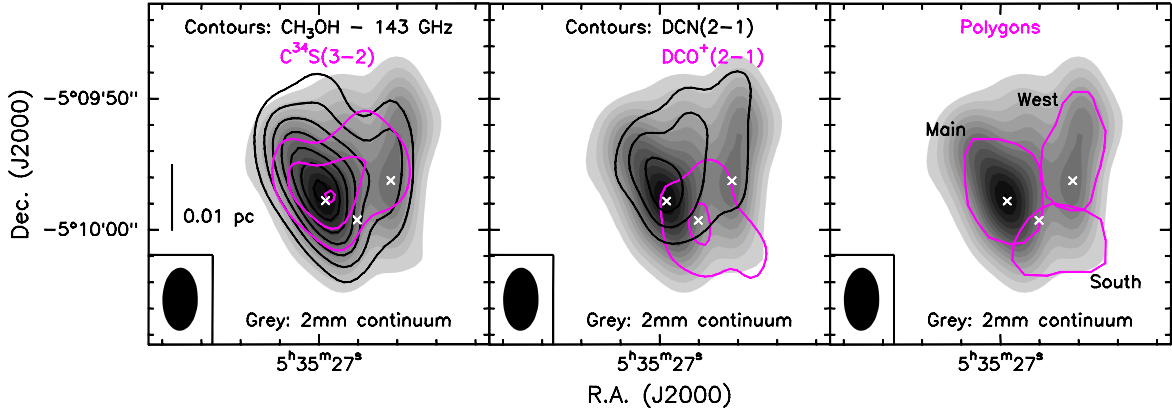 Contours: CH₃OH − 143 GHz
C³⁴S(3−2)
Contours: DCN(2−1)
DCO⁺(2−1)
Polygons
−5°09'50"
−5°10'00"
Dec. (J2000)
0.01 pc
Main
West
South
Grey: 2mm continuum
Grey: 2mm continuum
Grey: 2mm continuum
5ʰ35ᵐ27ˢ
5ʰ35ᵐ27ˢ
5ʰ35ᵐ27ˢ
R.A. (J2000)